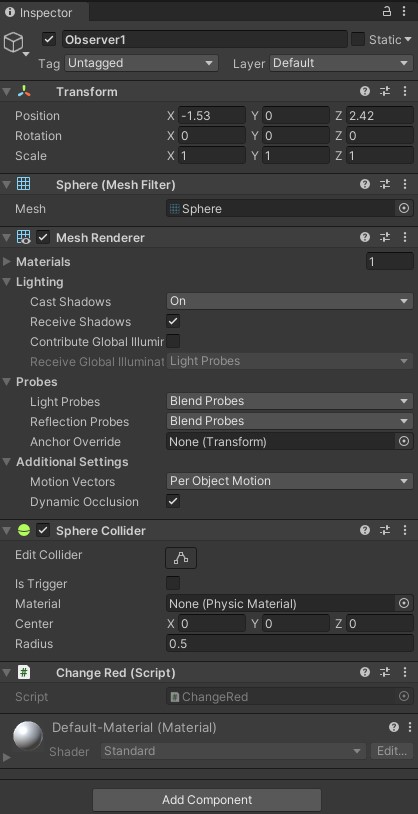 Inspector
Observer1 Static
Tag Untagged Layer Default
Transform
Position X -1.53 Y 0 Z 2.42
Rotation X 0 Y 0 Z 0
Scale X 1 Y 1 Z 1
Sphere (Mesh Filter)
Mesh Sphere
Mesh Renderer
Materials 1
Lighting
Cast Shadows On
Receive Shadows
Contribute Global Illumir
Receive Global Illuminat Light Probes
Probes
Light Probes Blend Probes
Reflection Probes Blend Probes
Anchor Override None (Transform)
Additional Settings
Motion Vectors Per Object Motion
Dynamic Occlusion
Sphere Collider
Edit Collider
Is Trigger
Material None (Physic Material)
Center X 0 Y 0 Z 0
Radius 0.5
# Change Red (Script)
Script # ChangeRed
Default-Material (Material)
Shader Standard Edit...
Add Component